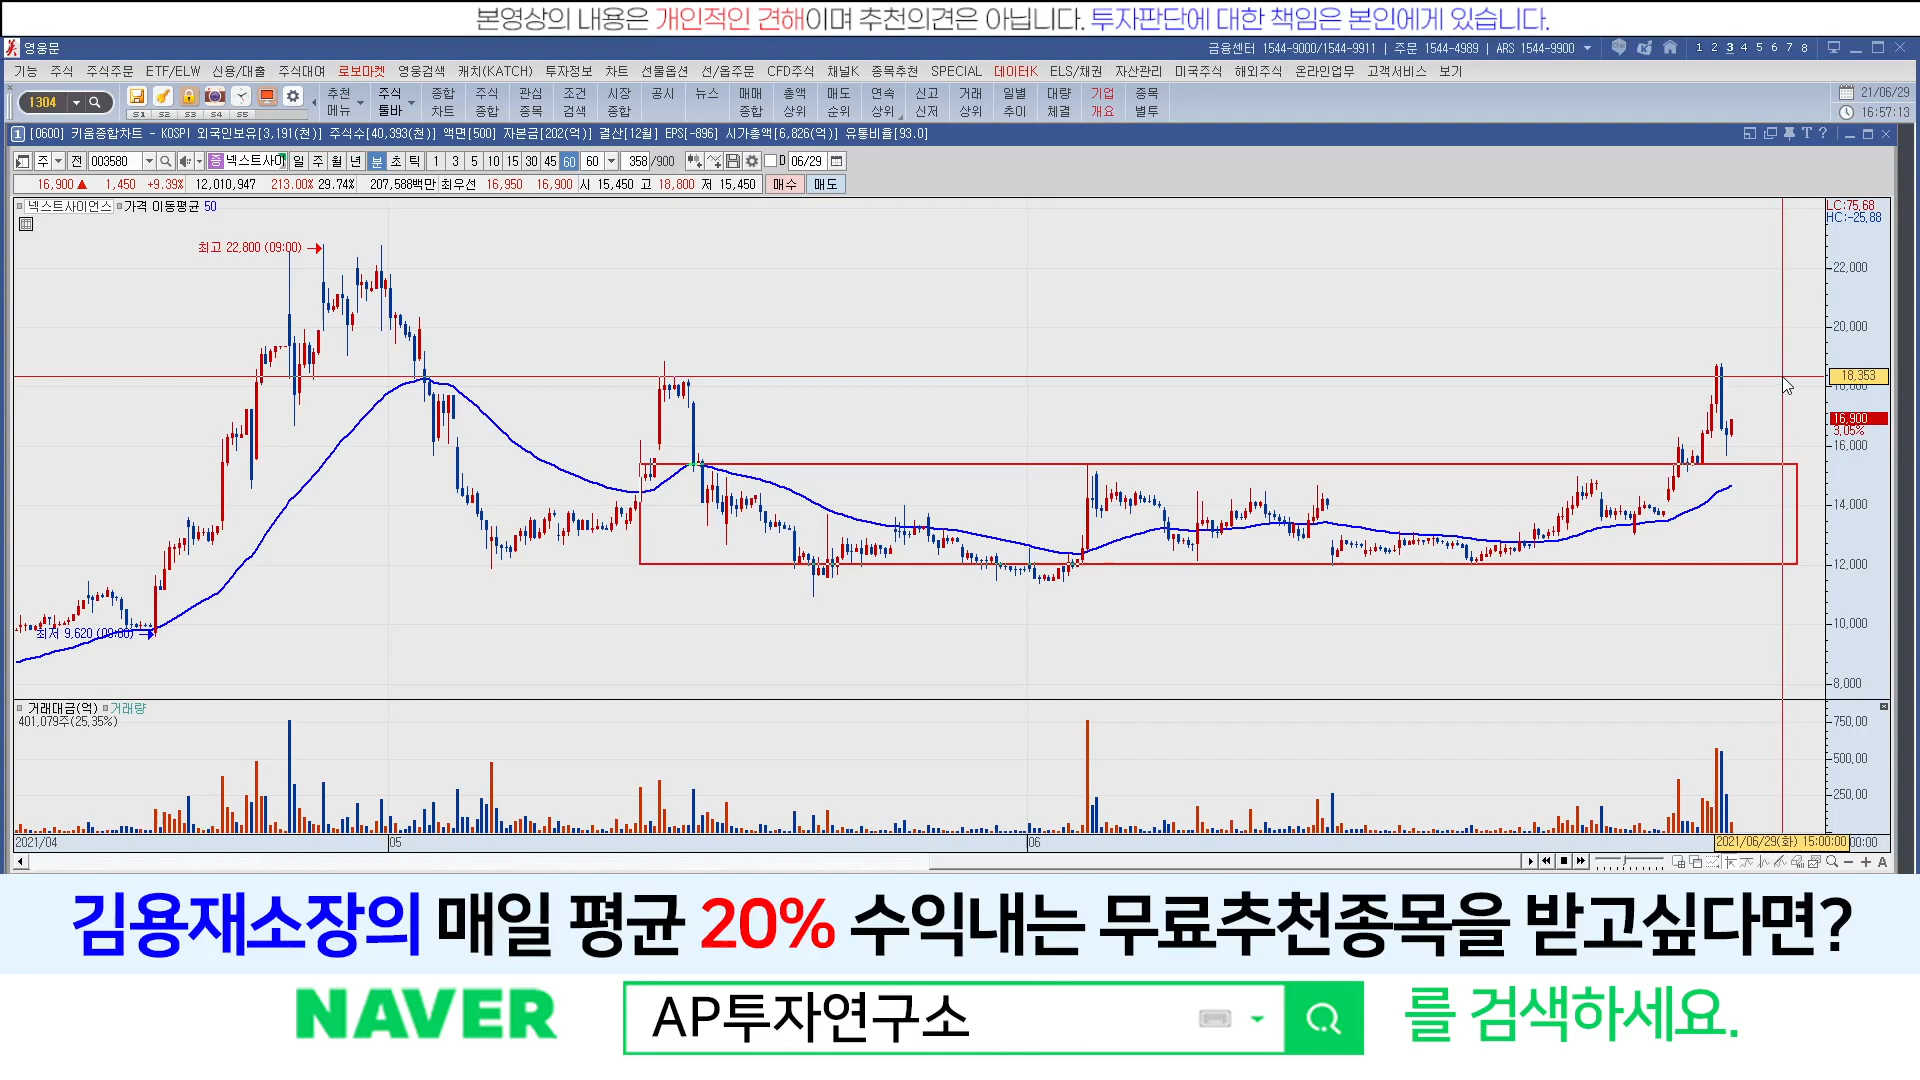 본영상의 내용은 개인적인 견해이며 추천의견은 아닙니다. 투자판단에 대한 책임은 본인에게 있습니다.
영웅문 금융센터 1544-9000/1544-9911 | 주문 1544-4989 | ARS 1544-9900 1 2 3 4 5 6 7 8
기능 주식 주식주문 ETF/ELW 신용/대출 주식대여 로보마켓 영웅검색 캐치(KATCH) 투자정보 차트 선물옵션 선/옵주문 CFD주식 채널K 종목추천 SPECIAL 데이터K ELS/채권 자산관리 미국주식 해외주식 온라인업무 고객서비스 보기
1304 추천 주식 종합 주식 관심 조건 시장 공시 뉴스 매매 총액 매도 연속 신고 거래 일별 대량 기업 종목 21/06/29
S1 S2 S3 S4 S5 메뉴 툴바 차트 종합 종목 검색 종합 종합 상위 순위 상위 신저 상위 추이 체결 개요 별투 16:57:13
1 [0600] 키움종합차트 - KOSPI 외국인보유[3,191(천)] 주식수[40,393(천)] 액면[500] 자본금[202(억)] 결산[12월] EPS[-896] 시가총액[6,826(억)] 유통비율[93.0]
주 전 003580 증 넥스트사이 일 주 월 년 분 초 틱 1 3 5 10 15 30 45 60 60 358 /900 D 06/29
16,900 ▲ 1,450 +9.39% 12,010,947 213.00% 29.74% 207,588백만 최우선 16,950 16,900 시 15,450 고 18,800 저 15,450 매수 매도
넥스트사이언스 가격 이동평균 50
LC:75.68
HC:-25.88
최고 22,800 (09:00)
22,000
20,000
18,353
16,900
3.05%
16,000
14,000
12,000
10,000
최저 9,620 (09:00)
8,000
거래대금(억) 거래량
401,079주(25.35%)
750,00
500,00
250,00
2021/04 05 06 2021/06/29(화) 15:00:00 00:00
김용재소장의 매일 평균 20% 수익내는 무료추천종목을 받고싶다면?
NAVER AP투자연구소 를 검색하세요.